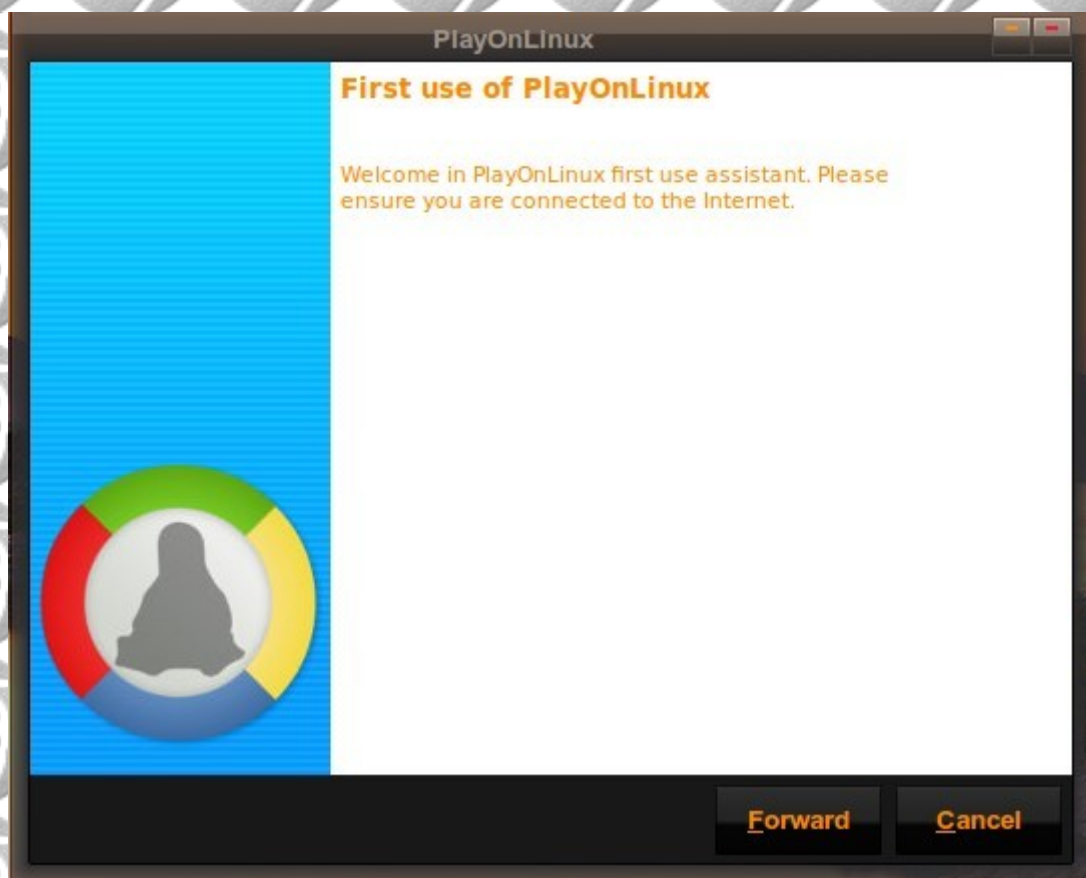 PlayOnLinux
First use of PlayOnLinux
Welcome in PlayOnLinux first use assistant. Please
ensure you are connected to the Internet.
Forward
Cancel